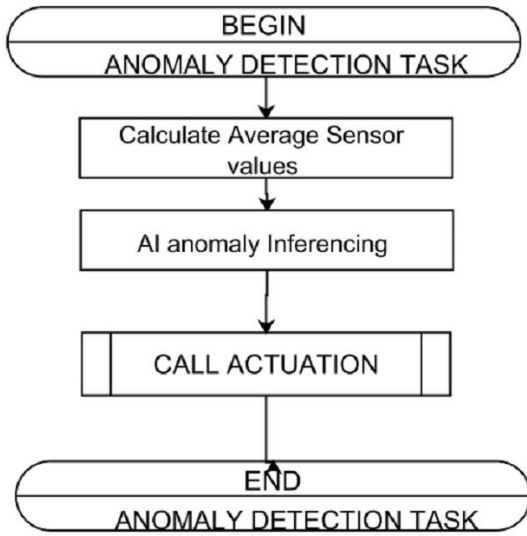 BEGIN
ANOMALY DETECTION TASK
Calculate Average Sensor
values
AI anomaly Inferencing
CALL ACTUATION
END
ANOMALY DETECTION TASK